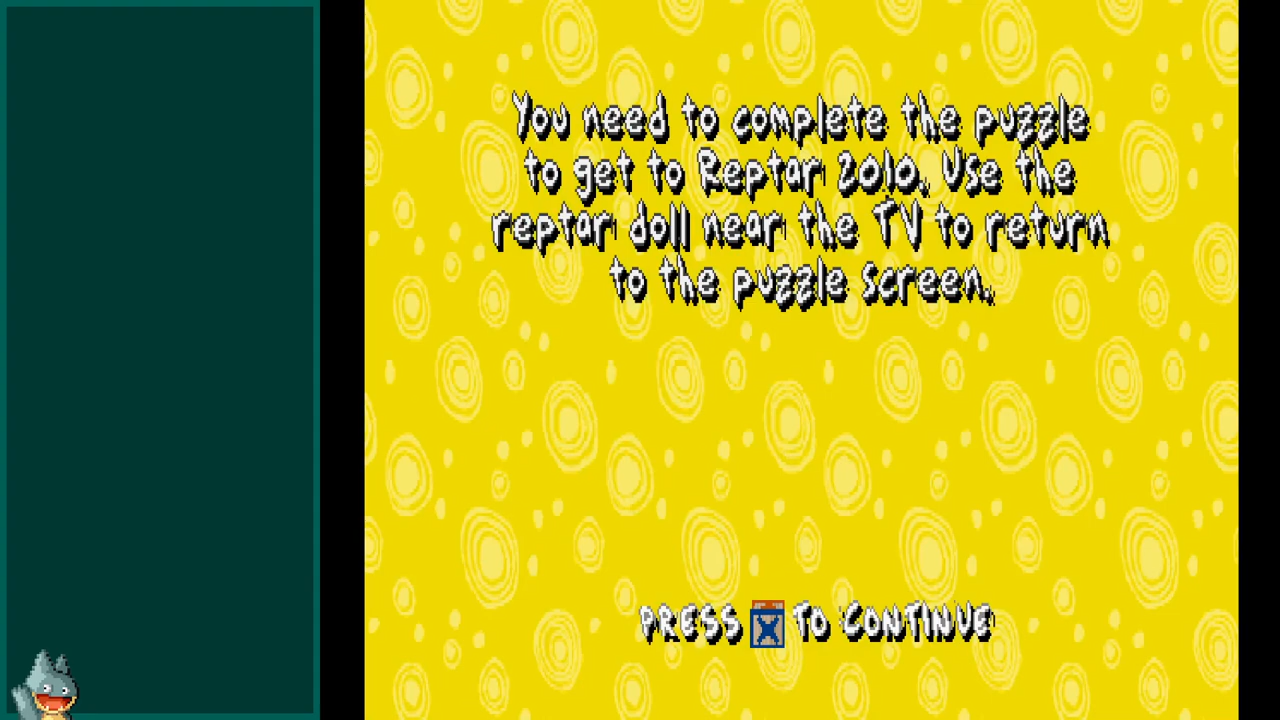 You need to complete the puzzle
to get to Reptar 2010. Use the
reptar doll near the TV to return
to the puzzle screen.
PRESS X TO CONTINUE